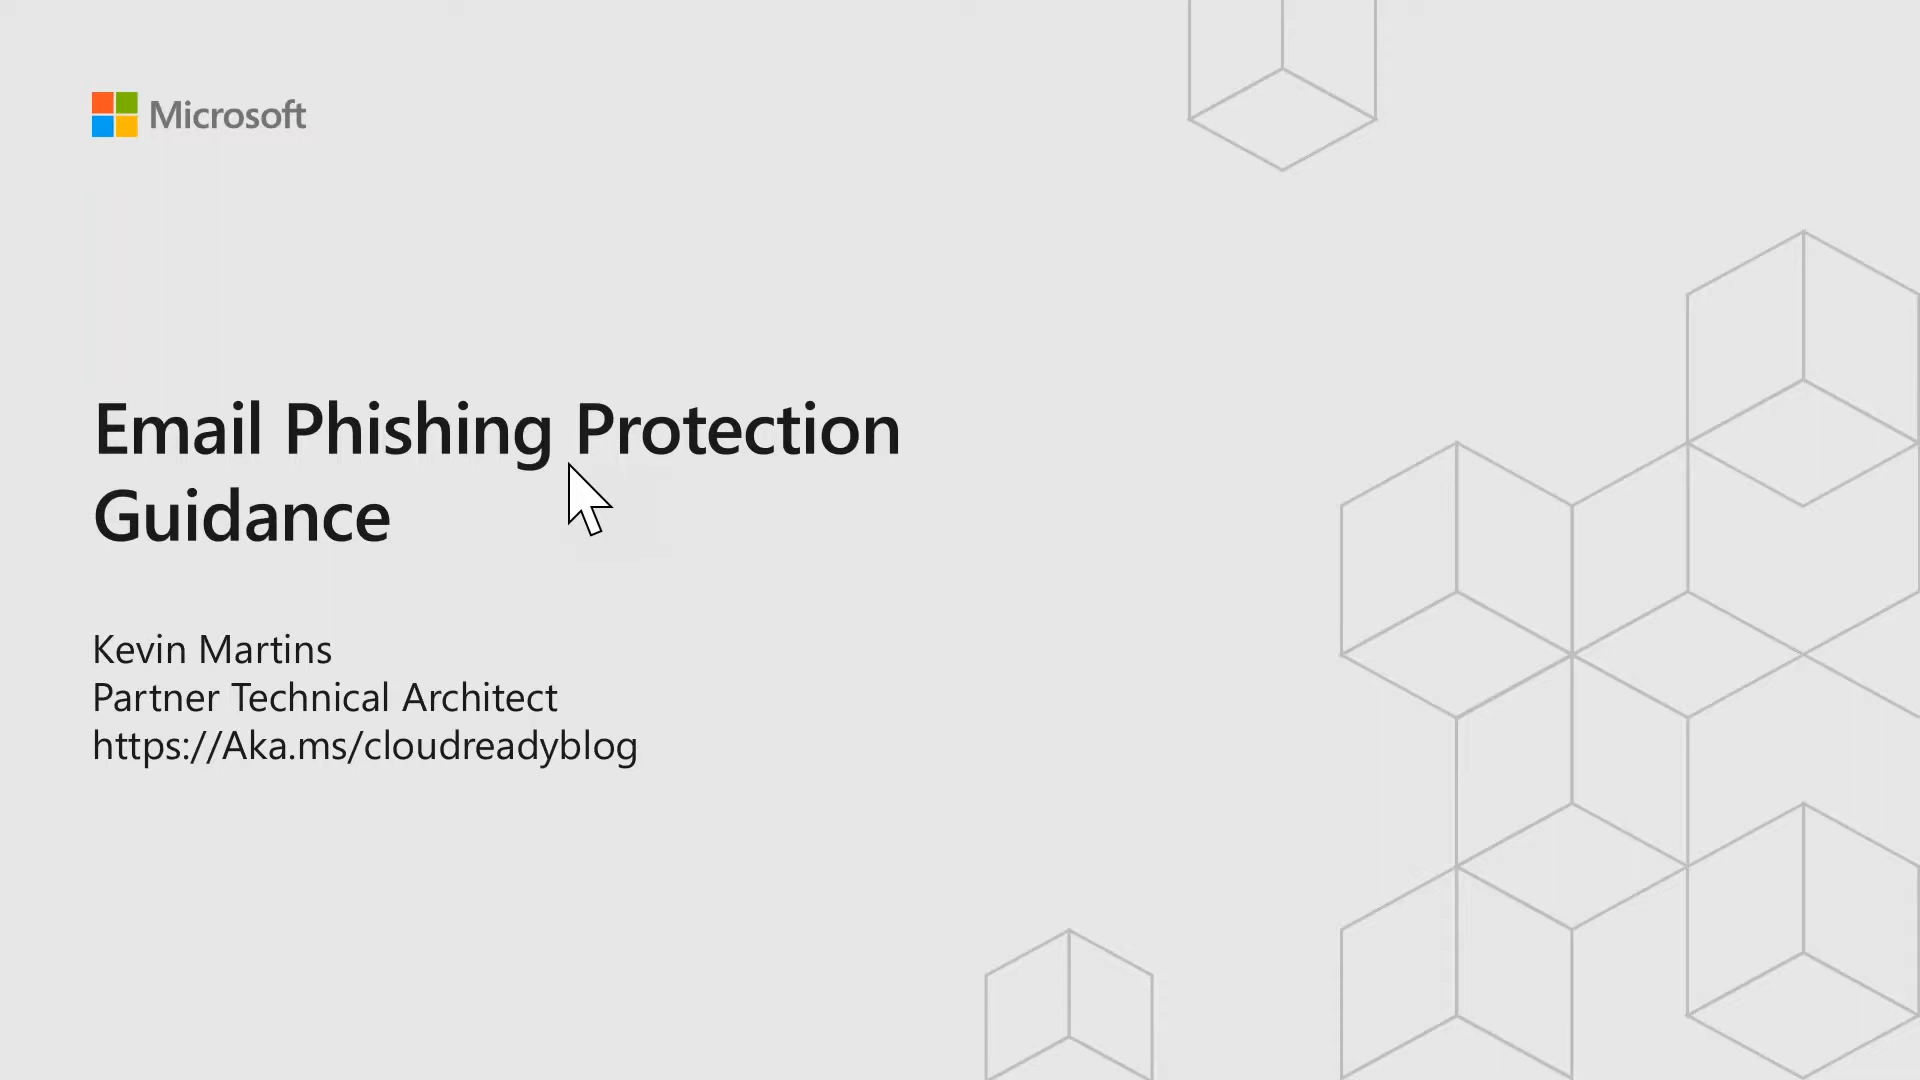 Microsoft
Email Phishing Protection
Guidance
Kevin Martins
Partner Technical Architect
https://Aka.ms/cloudreadyblog